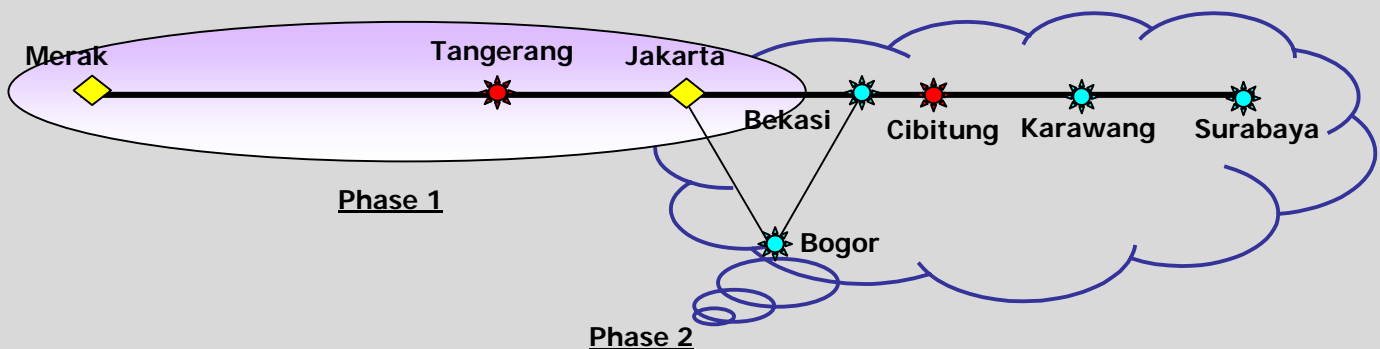 Merak
Tangerang
Jakarta
Bekasi
Cibitung
Karawang
Surabaya
Phase 1
Bogor
Phase 2